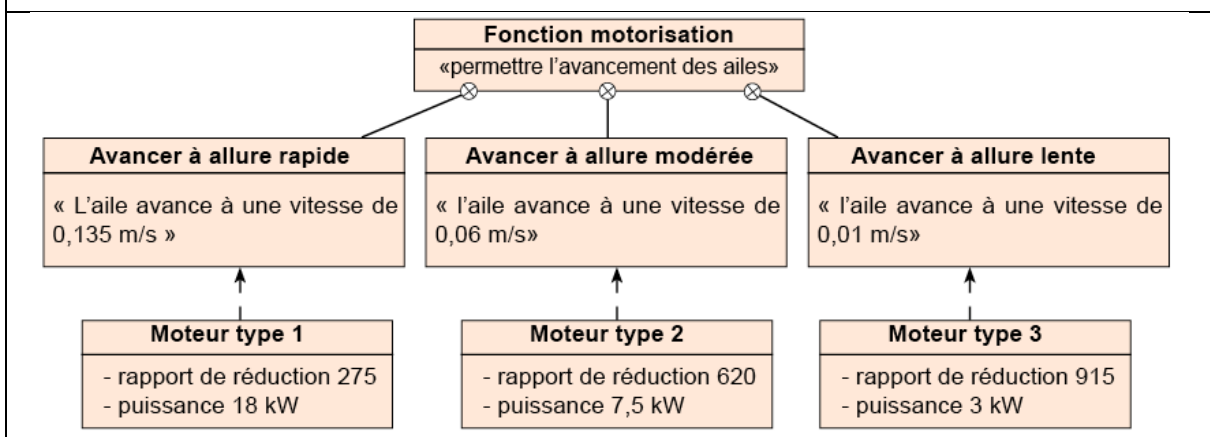 Fonction motorisation
«permettre l'avancement des ailes»
Avancer à allure rapide
« L'aile avance à une vitesse de
0,135 m/s »
Avancer à allure modérée
« l'aile avance à une vitesse de
0,06 m/s»
Avancer à allure lente
« l'aile avance à une vitesse de
0,01 m/s»
Moteur type 1
- rapport de réduction 275
- puissance 18 kW
Moteur type 2
- rapport de réduction 620
- puissance 7,5 kW
Moteur type 3
- rapport de réduction 915
- puissance 3 kW